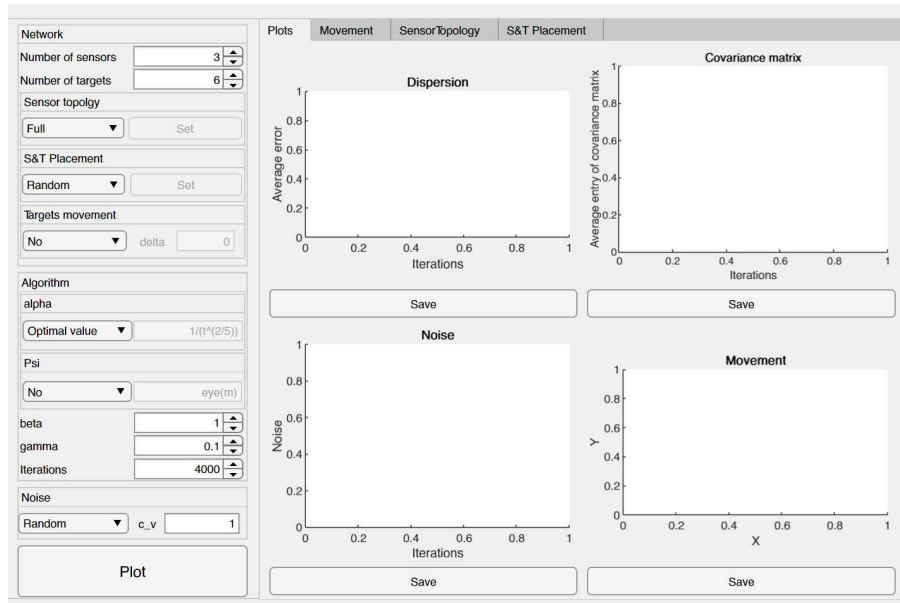 Network
Number of sensors 3
Number of targets 6
Sensor topolgy
Full Set
S&T Placement
Random Set
Targets movement
No delta 0
Algorithm
alpha
Optimal value 1/(t^(2/5))
Psi
No eye(m)
beta 1
gamma 0.1
Iterations 4000
Noise
Random c_v 1
Plot
Plots Movement SensorTopology S&T Placement
Dispersion
Average error
1
0.8
0.6
0.4
0.2
0
0 0.2 0.4 0.6 0.8 1
Iterations
Save
Covariance matrix
Average entry of covariance matrix
1
0.8
0.6
0.4
0.2
0
0 0.2 0.4 0.6 0.8 1
Iterations
Save
Noise
Noise
1
0.8
0.6
0.4
0.2
0
0 0.2 0.4 0.6 0.8 1
Iterations
Save
Movement
Y
1
0.8
0.6
0.4
0.2
0
0 0.2 0.4 0.6 0.8 1
X
Save